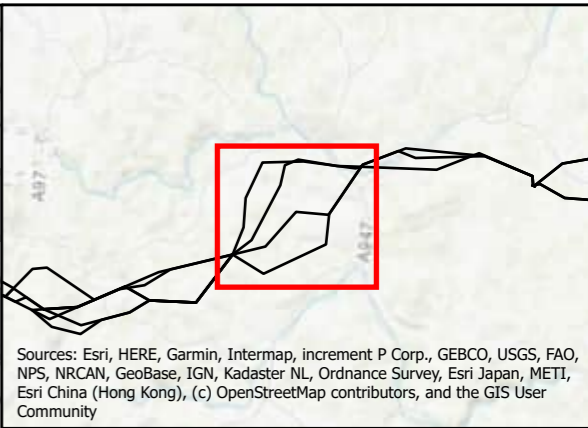 A97
A947
Sources: Esri, HERE, Garmin, Intermap, increment P Corp., GEBCO, USGS, FAO,
NPS, NRCAN, GeoBase, IGN, Kadaster NL, Ordnance Survey, Esri Japan, METI,
Esri China (Hong Kong), (c) OpenStreetMap contributors, and the GIS User
Community